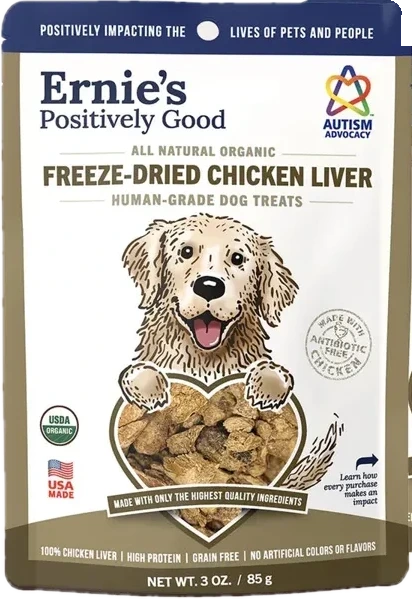 POSITIVELY IMPACTING THE LIVES OF PETS AND PEOPLE
Ernie's
Positively Good
AUTISM
ADVOCACY
ALL NATURAL ORGANIC
FREEZE-DRIED CHICKEN LIVER
HUMAN-GRADE DOG TREATS
MADE WITH
ANTIBIOTIC
FREE
CHICKEN
USDA
ORGANIC
USA
MADE
Learn how
every purchase
makes an
impact
MADE WITH ONLY THE HIGHEST QUALITY INGREDIENTS
100% CHICKEN LIVER | HIGH PROTEIN | GRAIN FREE | NO ARTIFICIAL COLORS OR FLAVORS
NET WT. 3 OZ. / 85 g